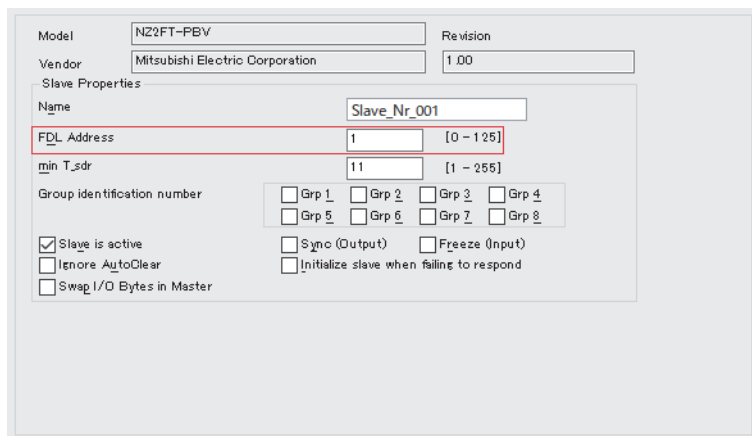 Model NZ2FT-PBV Revision
Vendor Mitsubishi Electric Corporation 1.00
Slave Properties
Name Slave_Nr_001
FDL Address 1 [0 - 125]
min T_sdr 11 [1 - 255]
Group identification number Grp 1 Grp 2 Grp 3 Grp 4
Grp 5 Grp 6 Grp 7 Grp 8
Slave is active Sync (Output) Freeze (Input)
Ignore AutoClear Initialize slave when failing to respond
Swap I/O Bytes in Master